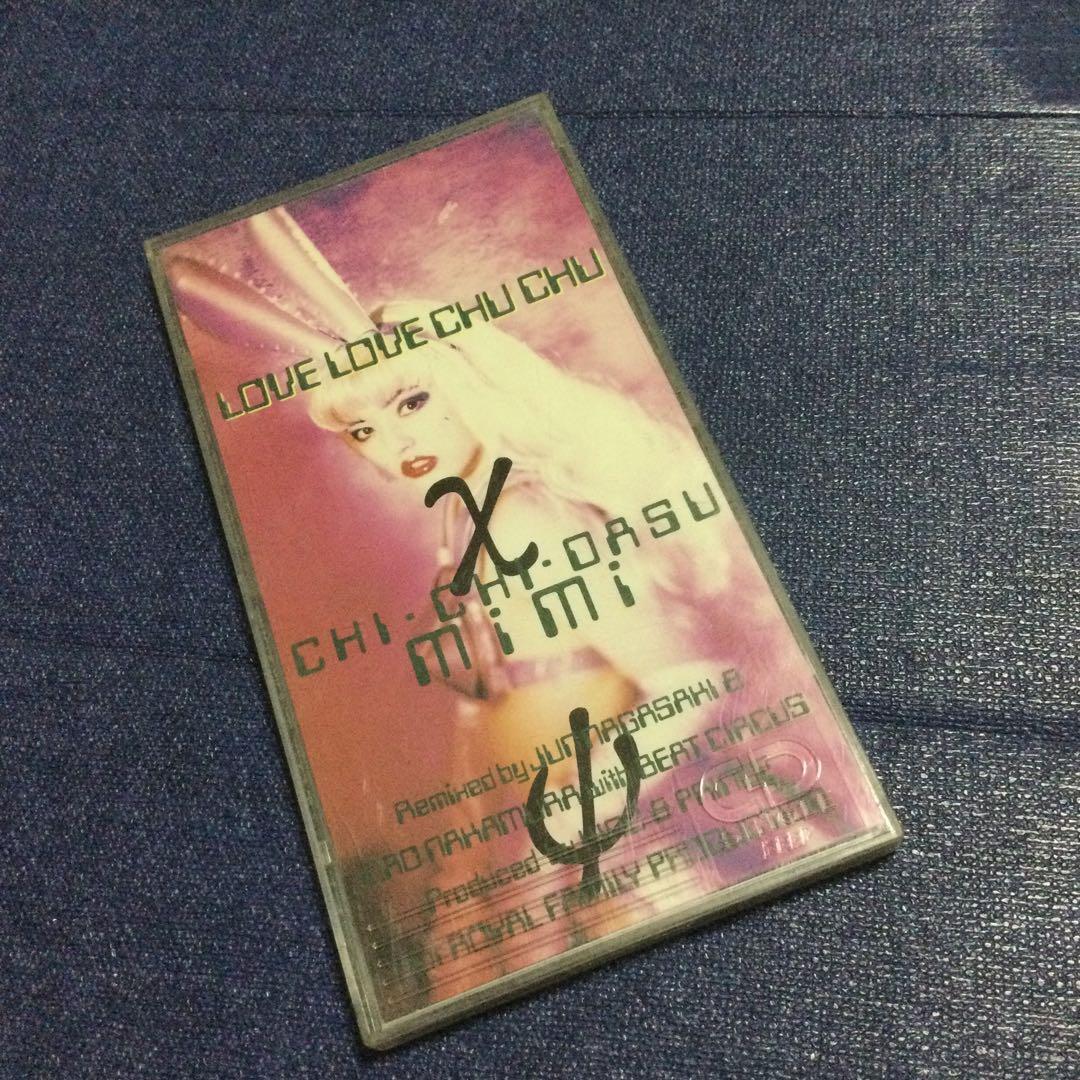 LOVE LOVE CHU CHU
χ
CHI·CHI·DASU
mimi
Remixed by JUN NAGASAKI &
NAKAMURA with BEAT CIRCUS
ψ
Produced &
ROYAL FAMILY